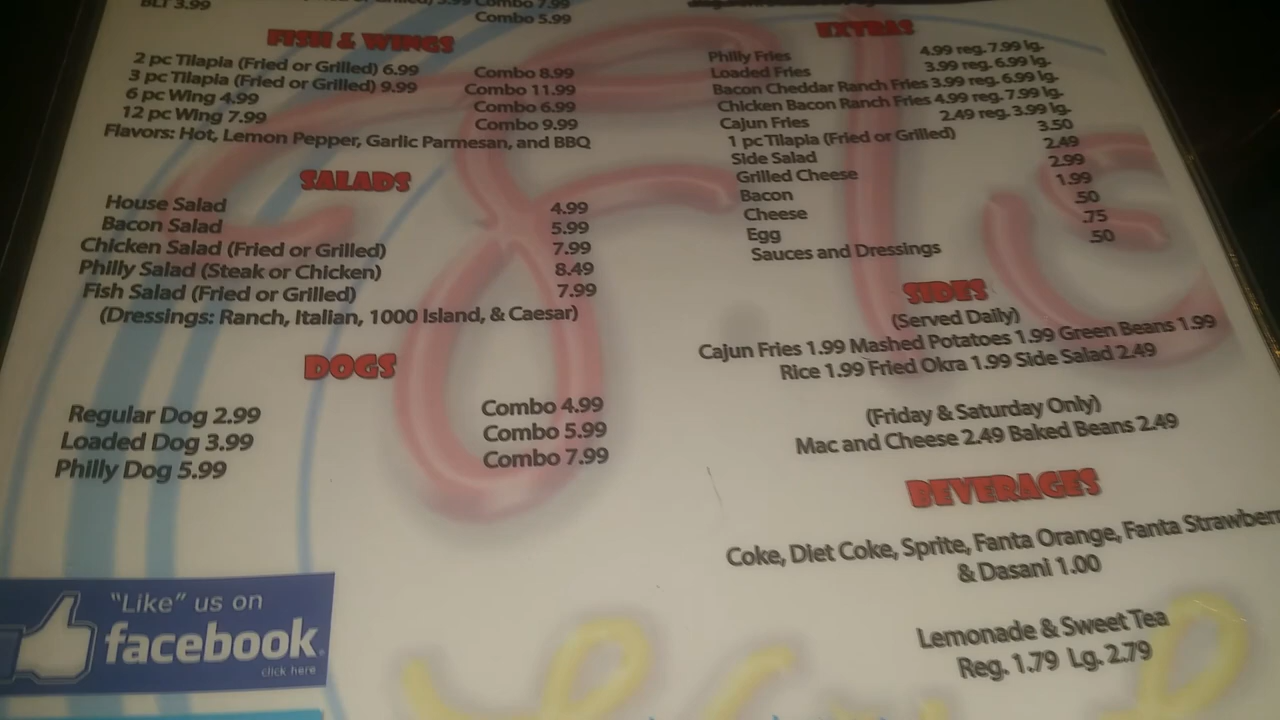 BLT 3.99
Combo 7.99
Combo 5.99
FISH & WINGS
2 pc Tilapia (Fried or Grilled) 6.99 Combo 8.99
3 pc Tilapia (Fried or Grilled) 9.99 Combo 11.99
6 pc Wing 4.99 Combo 6.99
12 pc Wing 7.99 Combo 9.99
Flavors: Hot, Lemon Pepper, Garlic Parmesan, and BBQ
SALADS
House Salad 4.99
Bacon Salad 5.99
Chicken Salad (Fried or Grilled) 7.99
Philly Salad (Steak or Chicken) 8.49
Fish Salad (Fried or Grilled) 7.99
(Dressings: Ranch, Italian, 1000 Island, & Caesar)
DOGS
Regular Dog 2.99 Combo 4.99
Loaded Dog 3.99 Combo 5.99
Philly Dog 5.99 Combo 7.99
"Like" us on
facebook
click here
EXTRAS
Philly Fries 4.99 reg. 7.99 lg.
Loaded Fries 3.99 reg. 6.99 lg.
Bacon Cheddar Ranch Fries 3.99 reg. 6.99 lg.
Chicken Bacon Ranch Fries 4.99 reg. 7.99 lg.
Cajun Fries 2.49 reg. 3.99 lg.
1 pc Tilapia (Fried or Grilled) 3.50
Side Salad 2.49
Grilled Cheese 2.99
Bacon 1.99
Cheese .50
Egg .75
Sauces and Dressings .50
SIDES
(Served Daily)
Cajun Fries 1.99 Mashed Potatoes 1.99 Green Beans 1.99
Rice 1.99 Fried Okra 1.99 Side Salad 2.49
(Friday & Saturday Only)
Mac and Cheese 2.49 Baked Beans 2.49
BEVERAGES
Coke, Diet Coke, Sprite, Fanta Orange, Fanta Strawberr
& Dasani 1.00
Lemonade & Sweet Tea
Reg. 1.79 Lg. 2.79